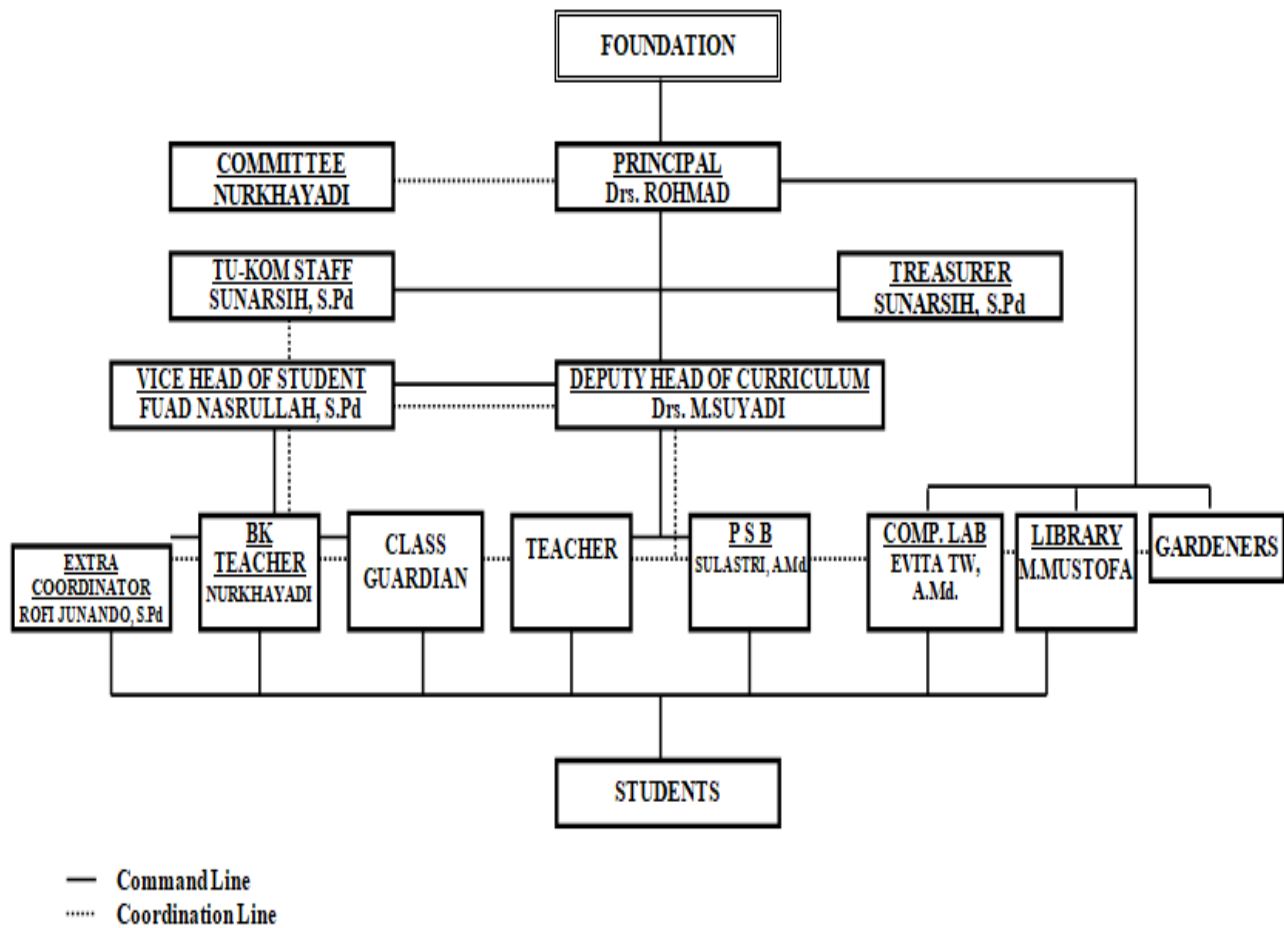 FOUNDATION
COMMITTEE
NURKHAYADI
PRINCIPAL
Drs. ROHMAD
TU-KOM STAFF
SUNARSIH, S.Pd
TREASURER
SUNARSIH, S.Pd
VICE HEAD OF STUDENT
FUAD NASRULLAH, S.Pd
DEPUTY HEAD OF CURRICULUM
Drs. M.SUYADI
EXTRA
COORDINATOR
ROFI JUNANDO, S.Pd
BK
TEACHER
NURKHAYADI
CLASS
GUARDIAN
TEACHER
P S B
SULASTRI, A.Md
COMP. LAB
EVITA TW,
A.Md.
LIBRARY
M.MUSTOFA
GARDENERS
STUDENTS
Command Line
Coordination Line